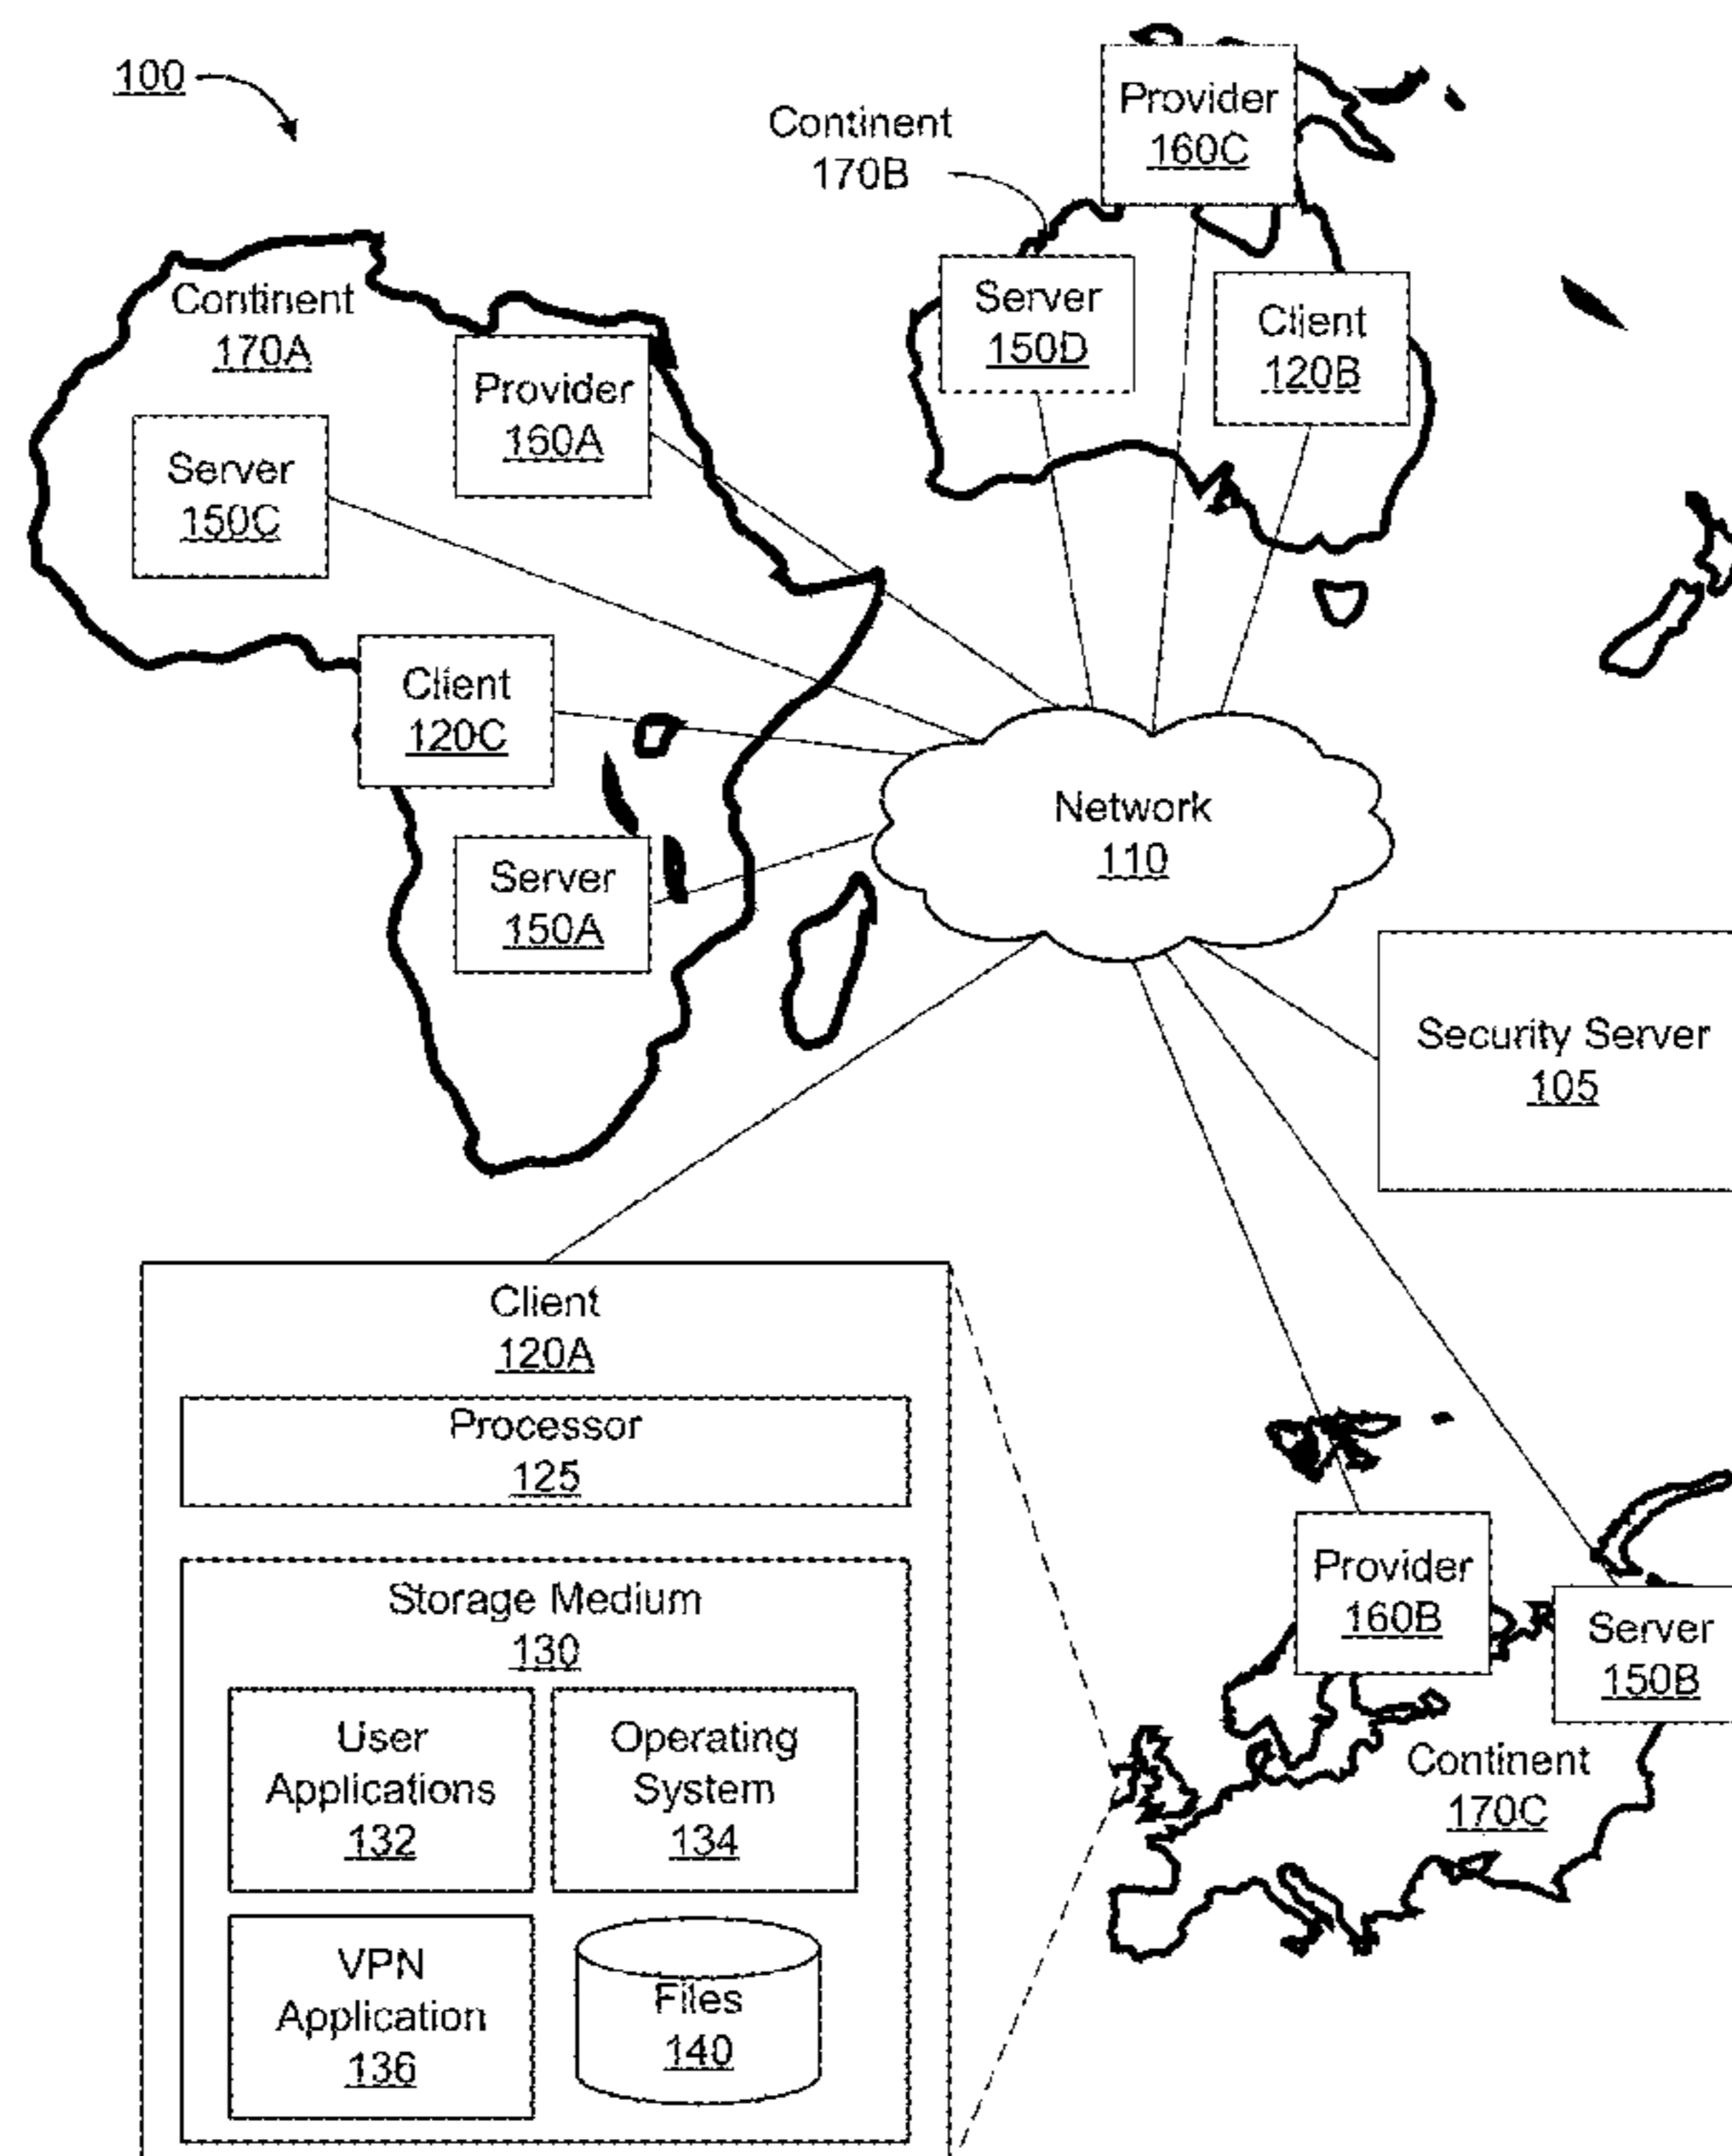 100
Continent
170B
Provider
160C
Continent
170A
Provider
160A
Server
150C
Server
150D
Client
120B
Client
120C
Server
150A
Network
110
Security Server
105
Client
120A
Processor
125
Storage Medium
130
User
Applications
132
Operating
System
134
VPN
Application
136
Files
140
Provider
160B
Server
150B
Continent
170C